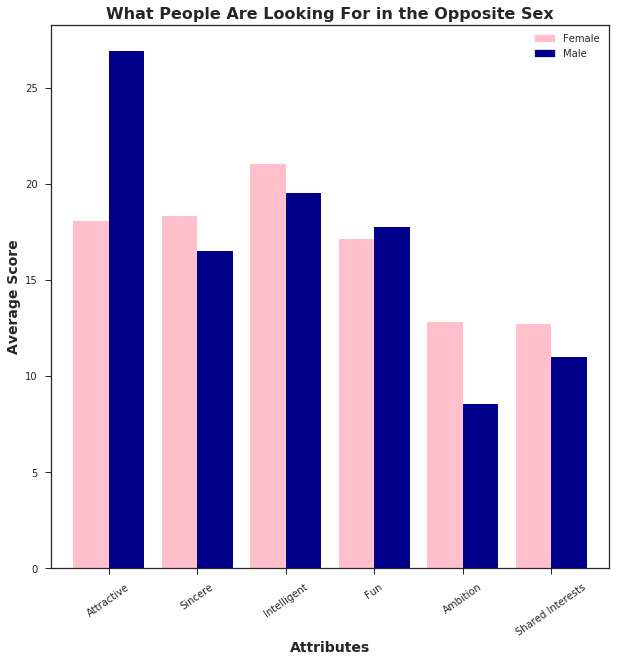 What People Are Looking For in the Opposite Sex
Female
Male
25
20
15
10
5
0
Average Score
Attractive
Sincere
Intelligent
Fun
Ambition
Shared Interests
Attributes